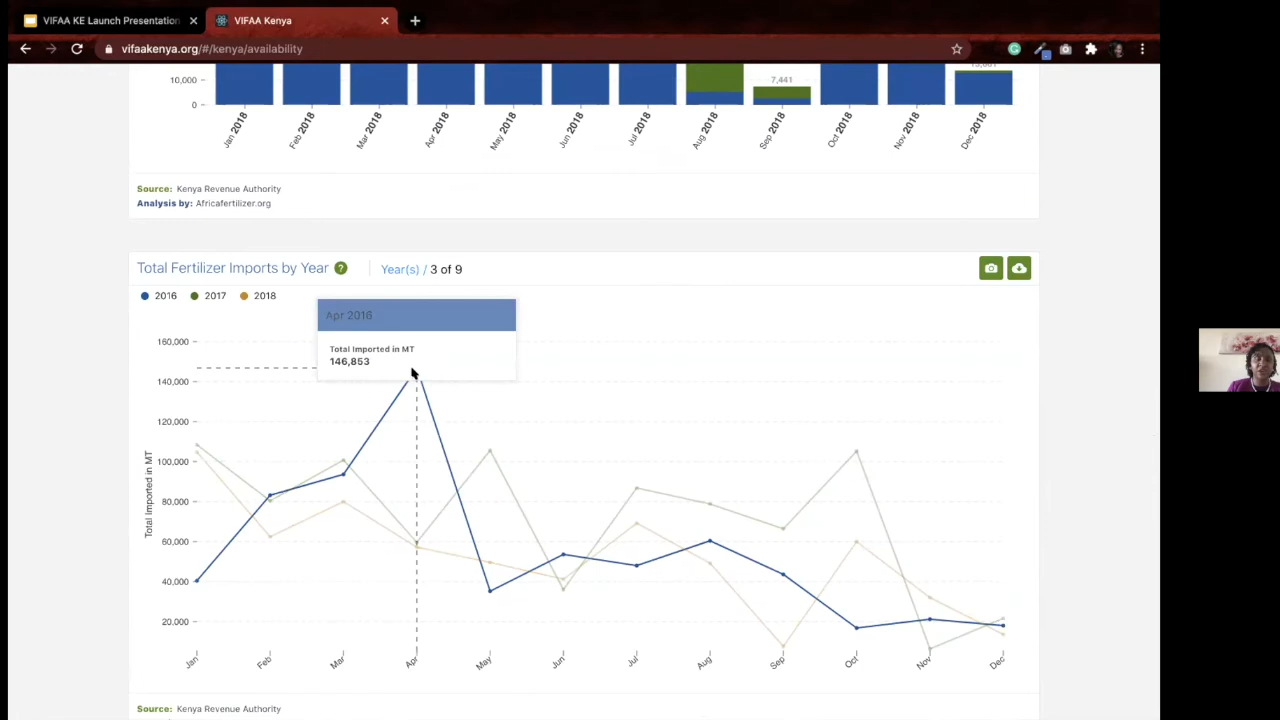 VIFAA KE Launch Presentation
VIFAA Kenya
vifaakenya.org/#/kenya/availability
10,000
0
7,441
Jan 2018
Feb 2018
Mar 2018
Apr 2018
May 2018
Jun 2018
Jul 2018
Aug 2018
Sep 2018
Oct 2018
Nov 2018
Dec 2018
Source: Kenya Revenue Authority
Analysis by: Africafertilizer.org
Total Fertilizer Imports by Year ?
Year(s) / 3 of 9
2016 2017 2018
Apr 2016
Total Imported in MT
146,853
160,000
140,000
120,000
100,000
80,000
60,000
40,000
20,000
Total Imported in MT
Jan
Feb
Mar
Apr
May
Jun
Jul
Aug
Sep
Oct
Nov
Dec
Source: Kenya Revenue Authority